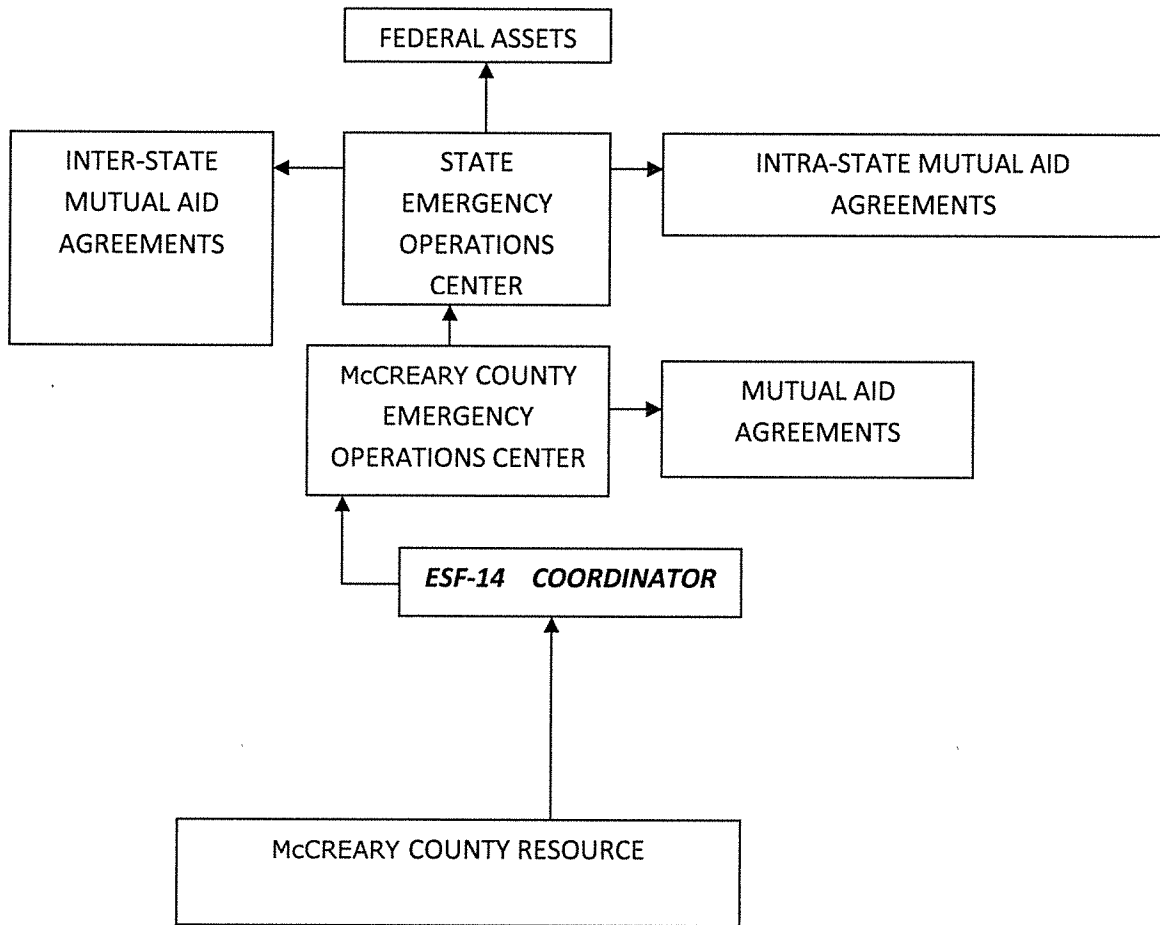 FEDERAL ASSETS
INTER-STATE
MUTUAL AID
AGREEMENTS
STATE
EMERGENCY
OPERATIONS
CENTER
INTRA-STATE MUTUAL AID
AGREEMENTS
McCREARY COUNTY
EMERGENCY
OPERATIONS CENTER
MUTUAL AID
AGREEMENTS
ESF-14 COORDINATOR
McCREARY COUNTY RESOURCE